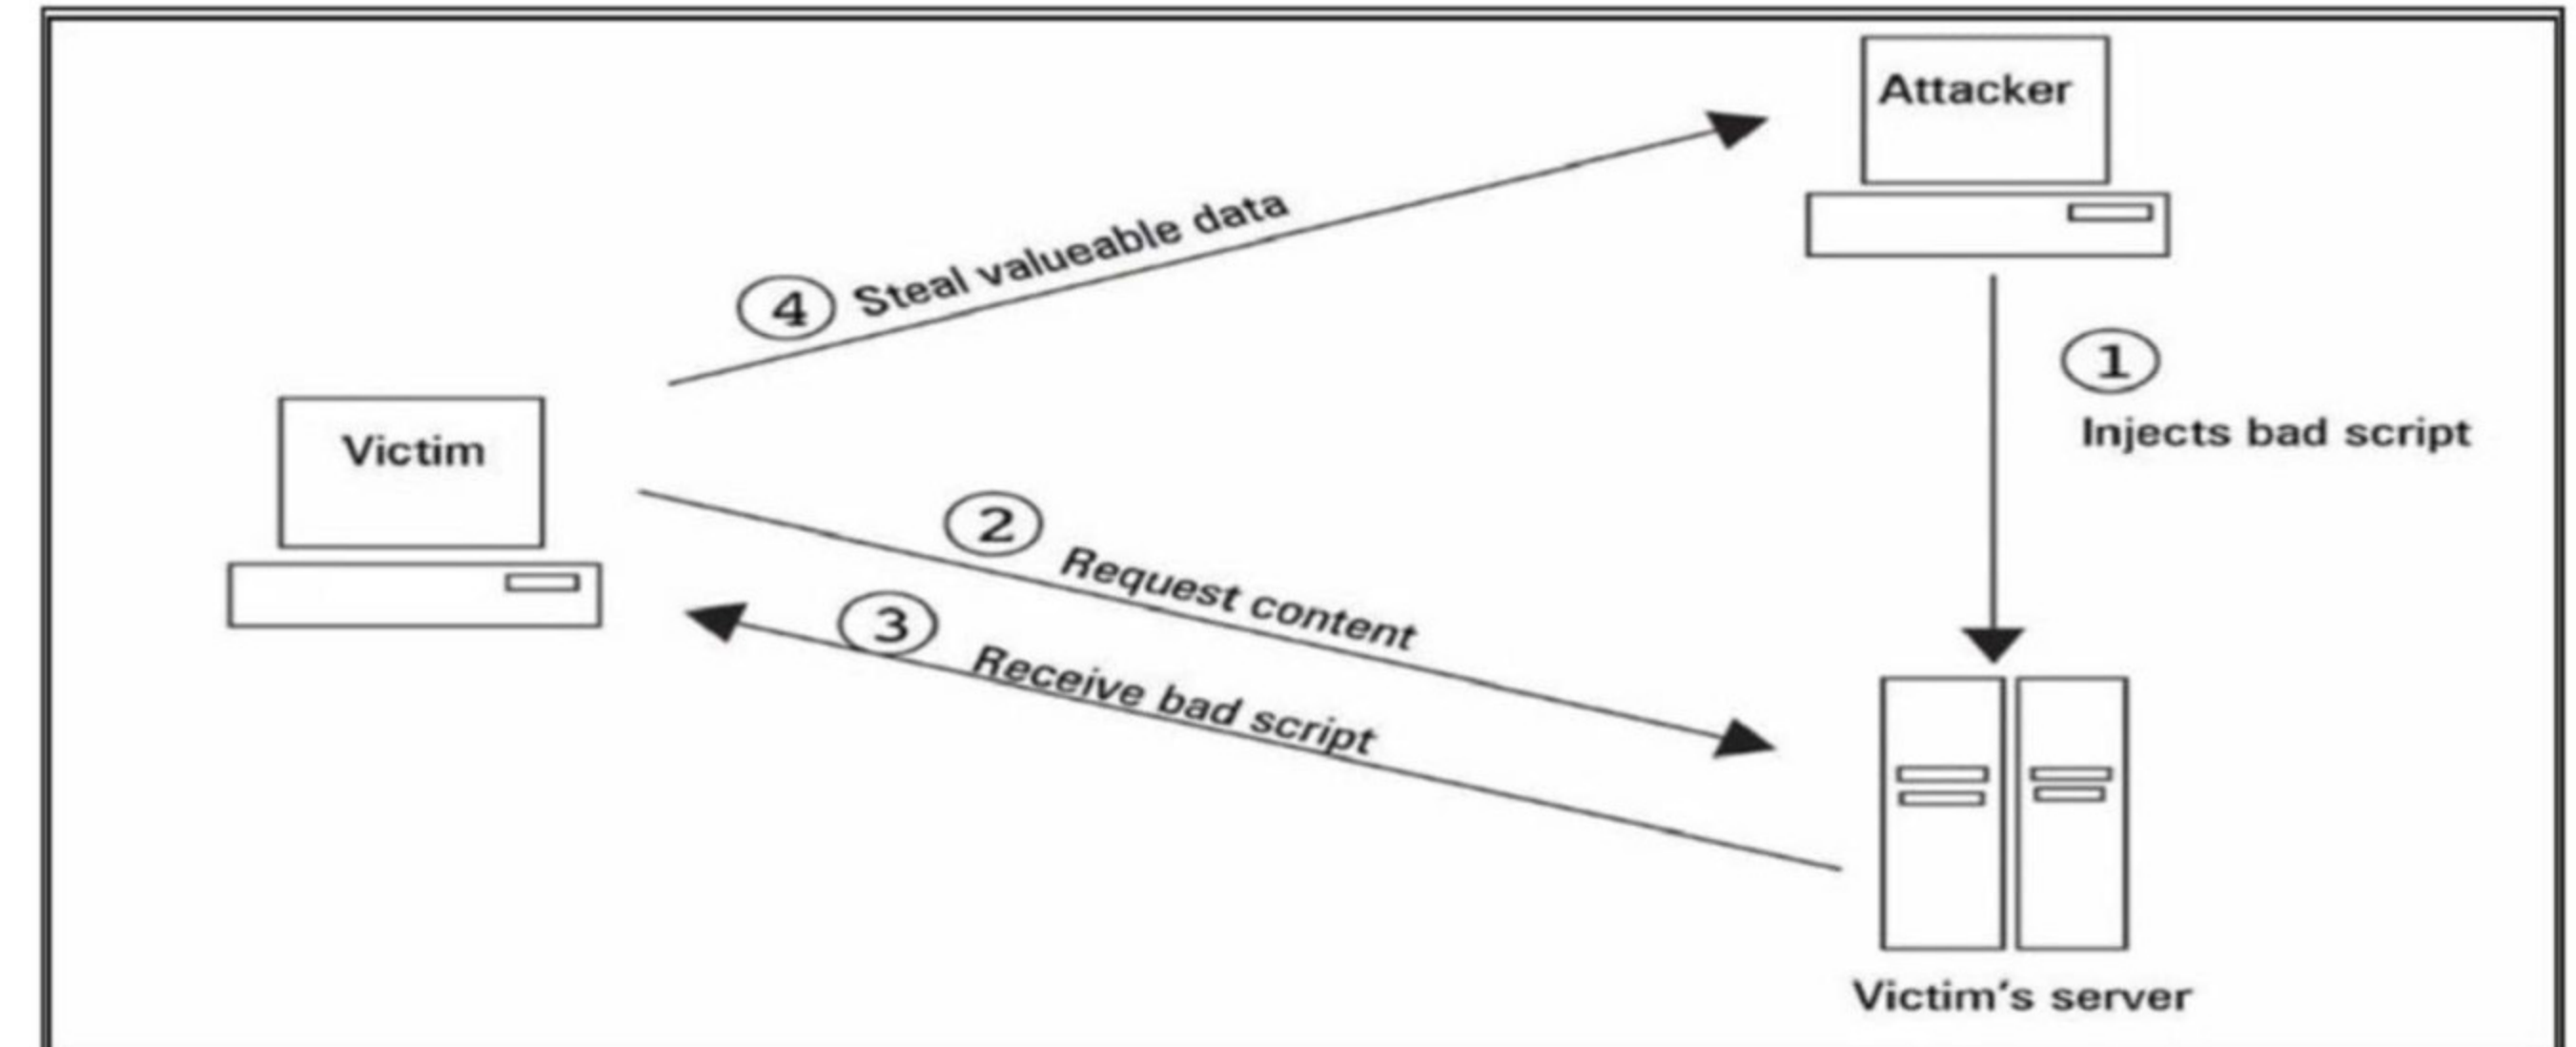 Attacker
4 Steal valueable data
1
Injects bad script
Victim
2 Request content
3 Receive bad script
Victim's server